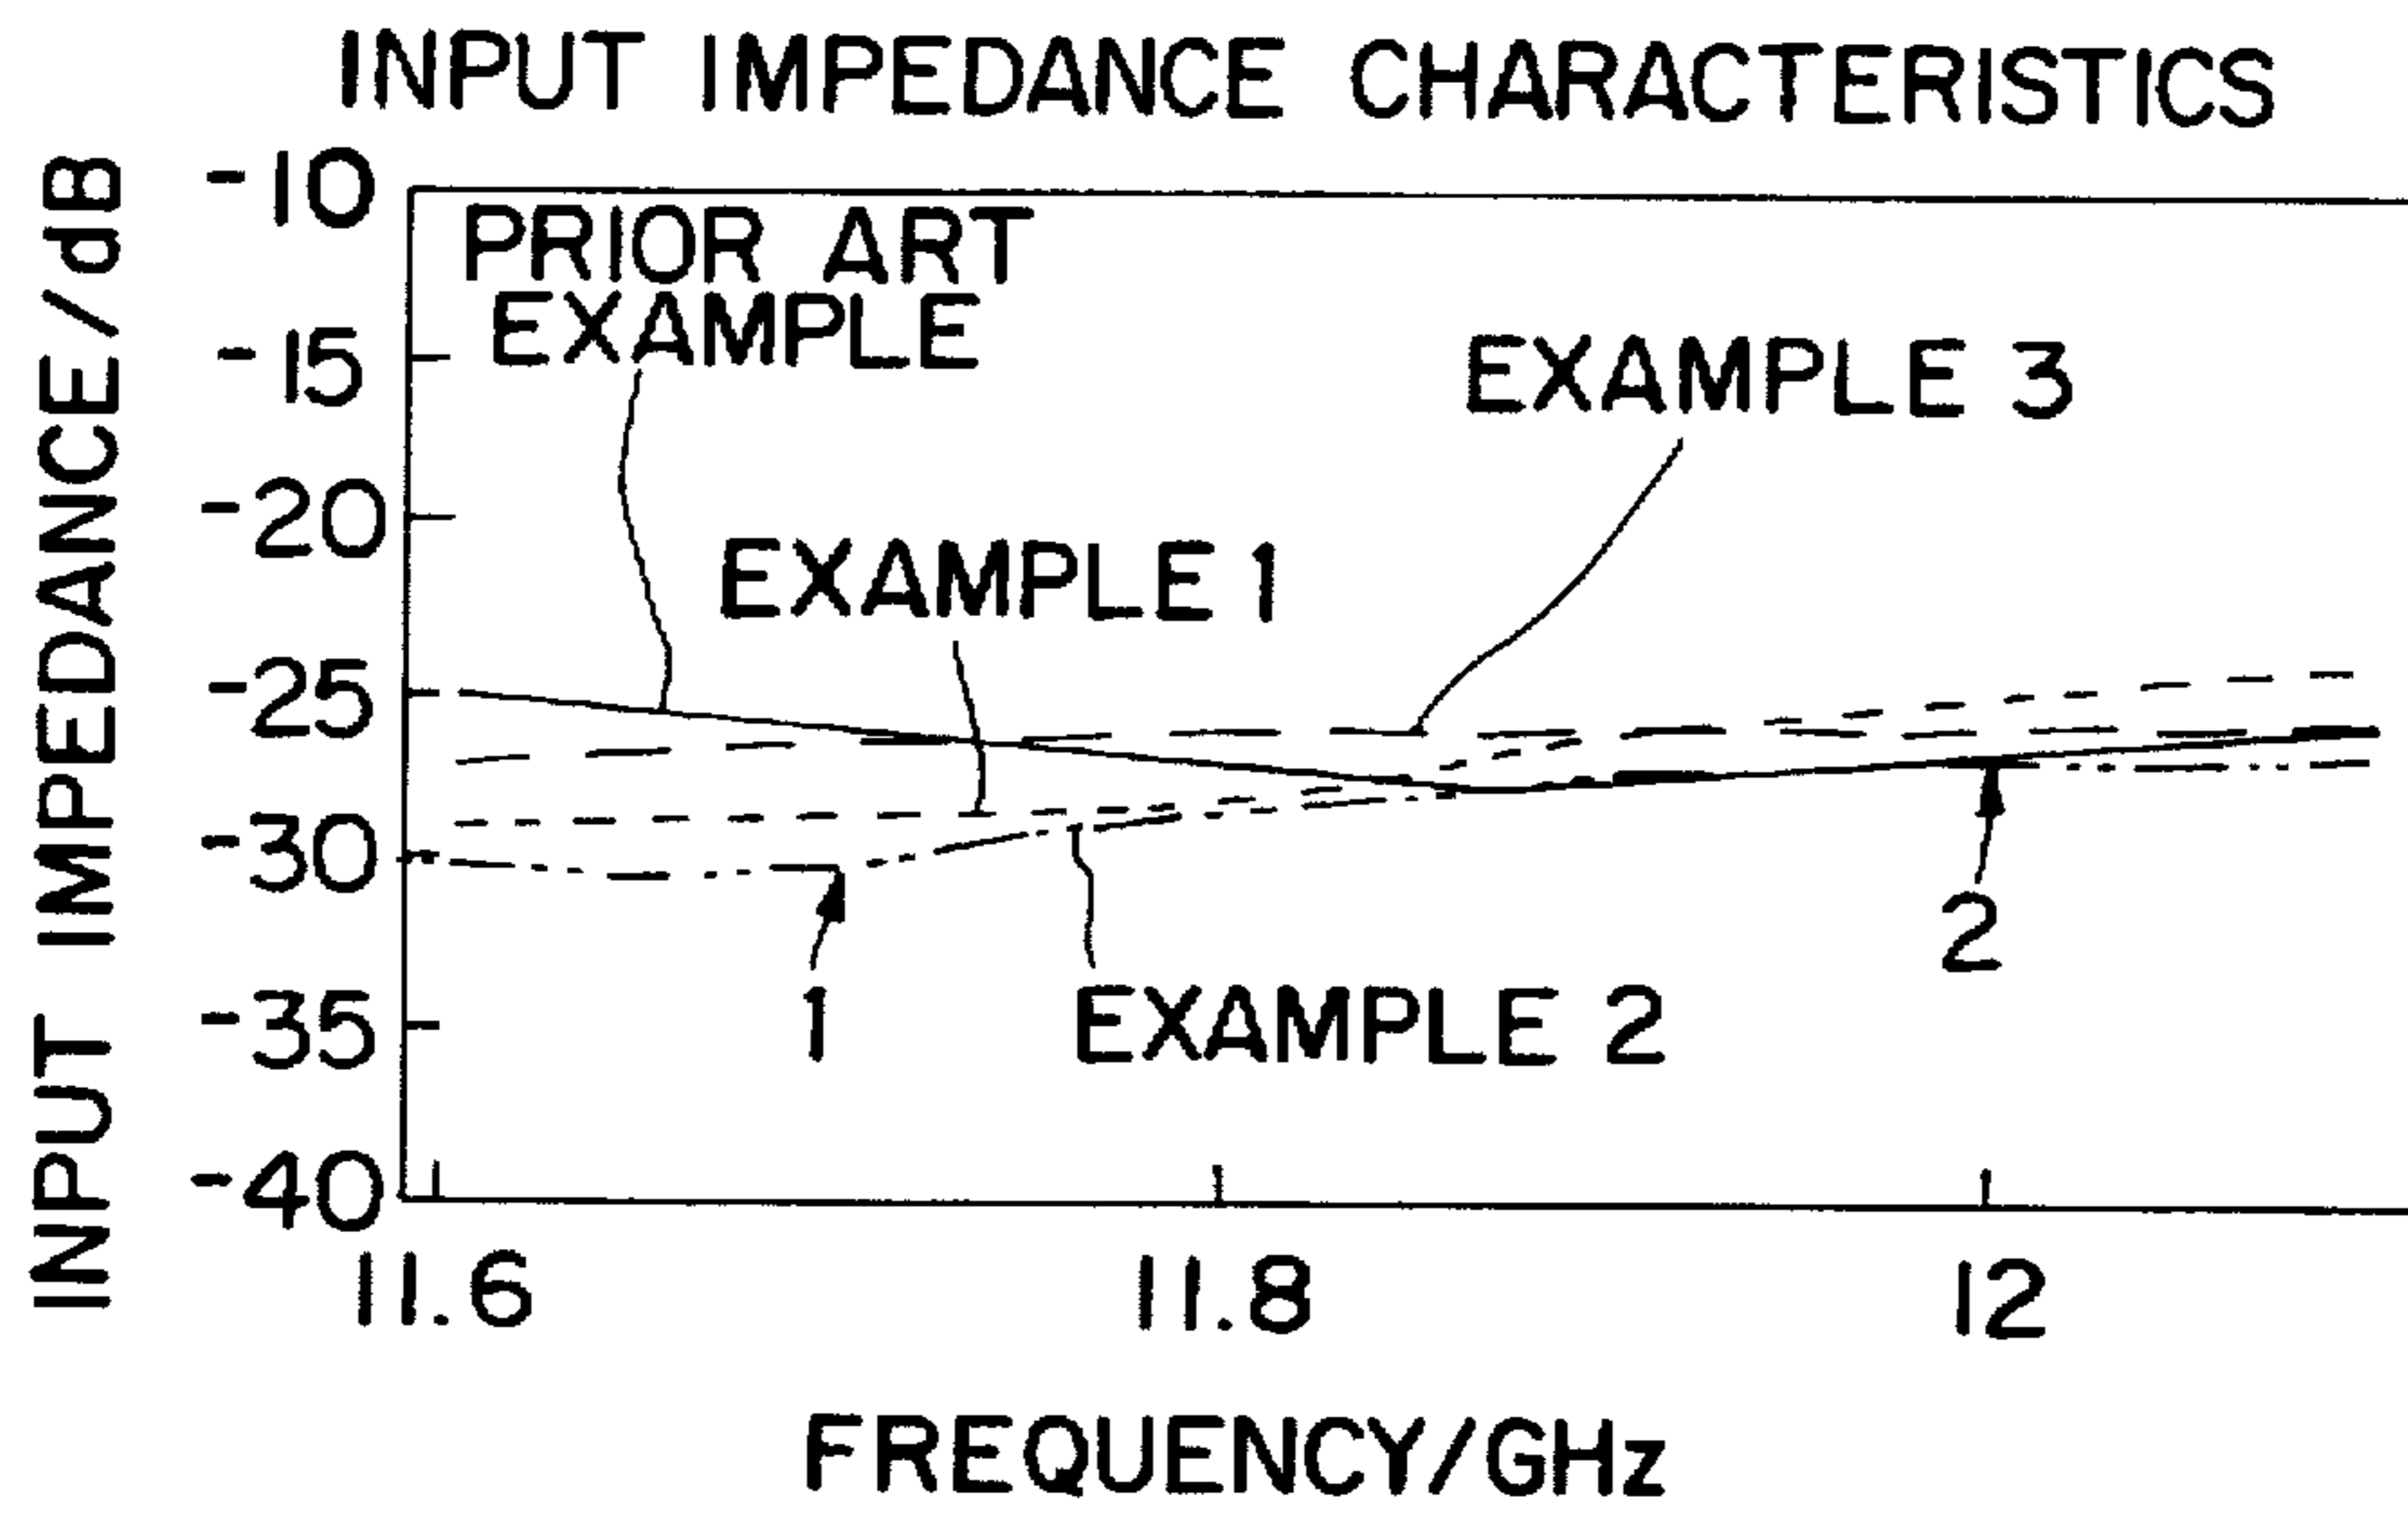 INPUT IMPEDANCE CHARACTERISTICS
INPUT IMPEDANCE/dB
-10
-15
-20
-25
-30
-35
-40
PRIOR ART
EXAMPLE
EXAMPLE 3
EXAMPLE 1
1
EXAMPLE 2
2
11.6
11.8
12
FREQUENCY/GHz